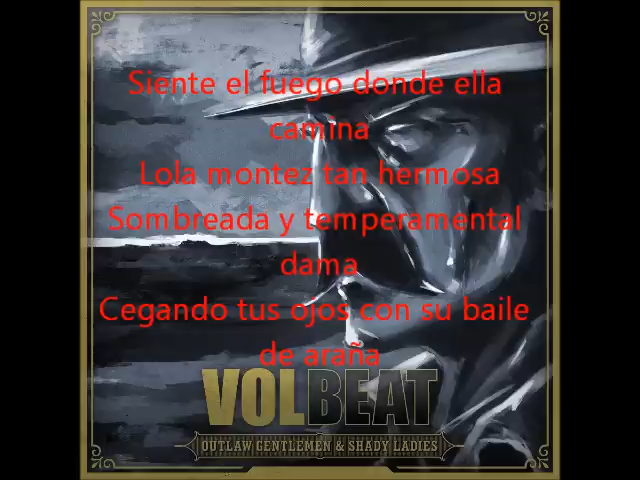 Siente el fuego donde ella
camina
Lola montez tan hermosa
Sombreada y temperamental
dama
Cegando tus ojos con su baile
de araña
VOLBEAT
OUTLAW GENTLEMEN & SHADY LADIES